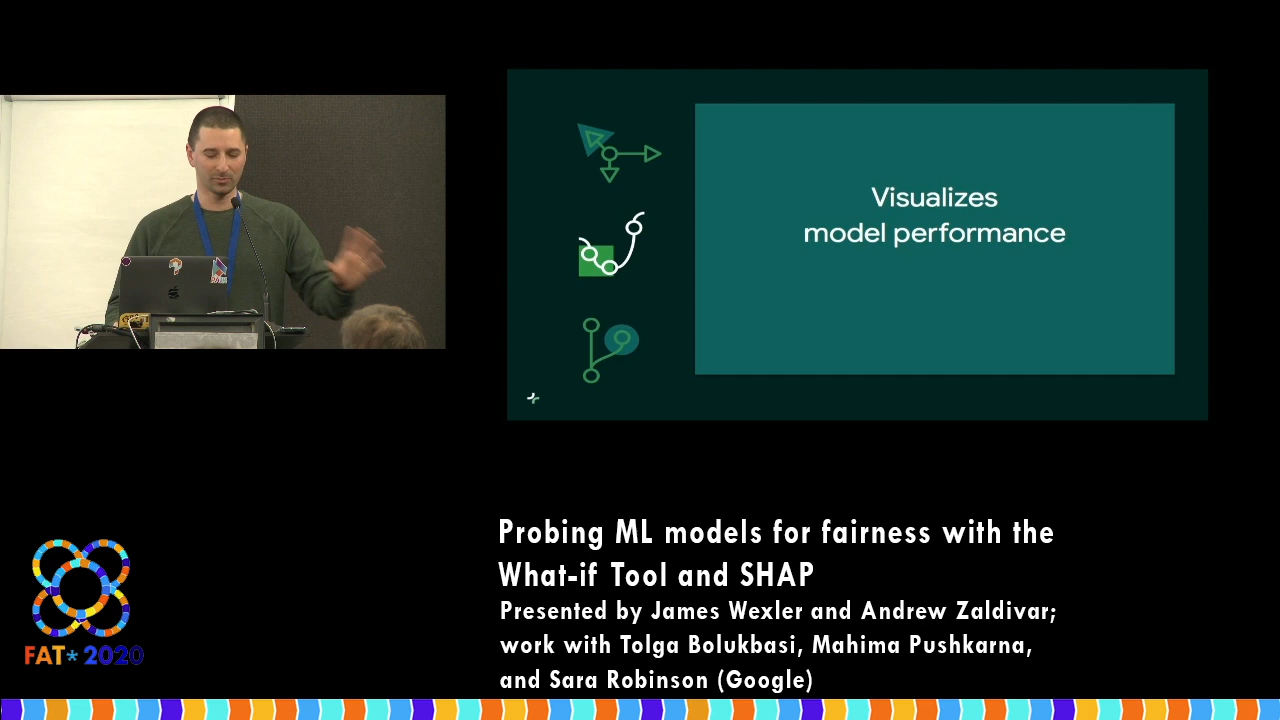 Visualizes
model performance
Probing ML models for fairness with the
What-if Tool and SHAP
Presented by James Wexler and Andrew Zaldivar;
work with Tolga Bolukbasi, Mahima Pushkarna,
and Sara Robinson (Google)
FAT* 2020